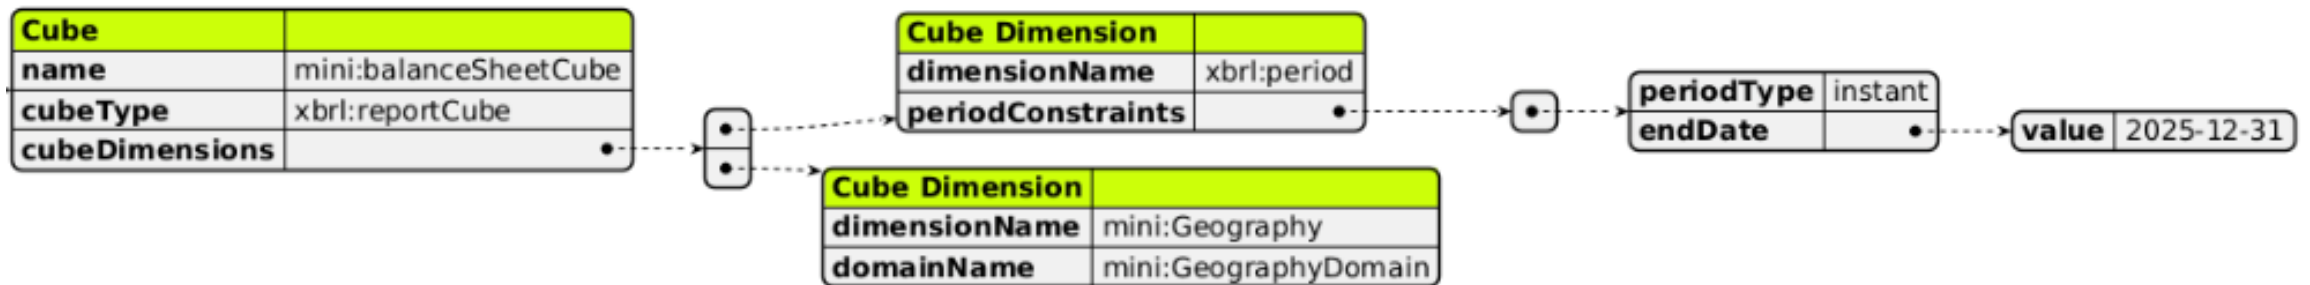 Cube
name mini:balanceSheetCube
cubeType xbrl:reportCube
cubeDimensions
Cube Dimension
dimensionName xbrl:period
periodConstraints
periodType instant
endDate
value 2025-12-31
Cube Dimension
dimensionName mini:Geography
domainName mini:GeographyDomain